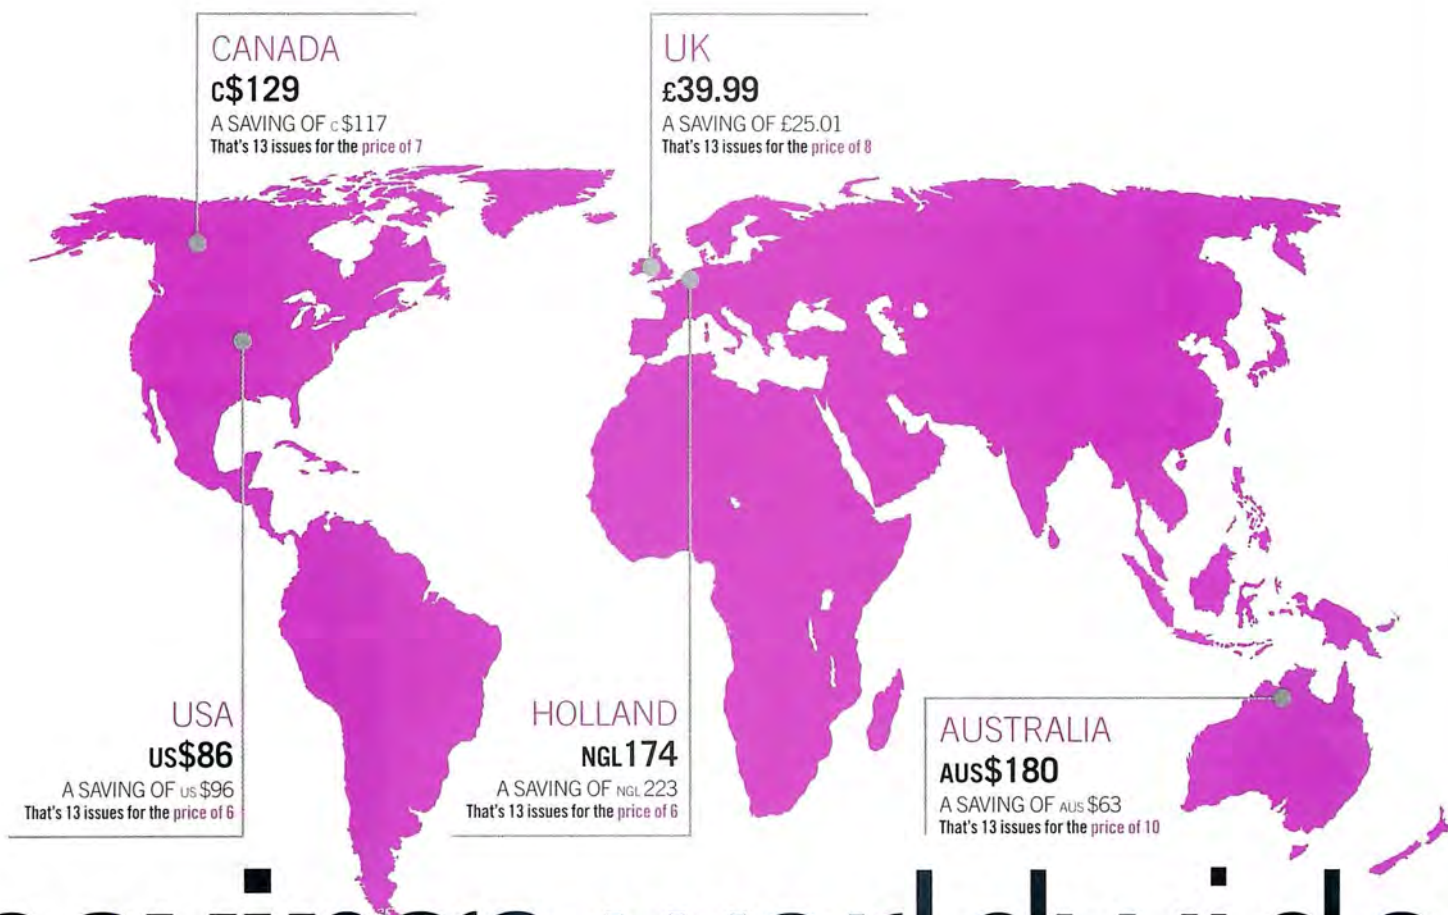 CANADA
C$129
A SAVING OF C $117
That's 13 issues for the price of 7
UK
£39.99
A SAVING OF £25.01
That's 13 issues for the price of 8
USA
US$86
A SAVING OF US $96
That's 13 issues for the price of 6
HOLLAND
NGL174
A SAVING OF NGL 223
That's 13 issues for the price of 6
AUSTRALIA
AUS$180
A SAVING OF AUS $63
That's 13 issues for the price of 10